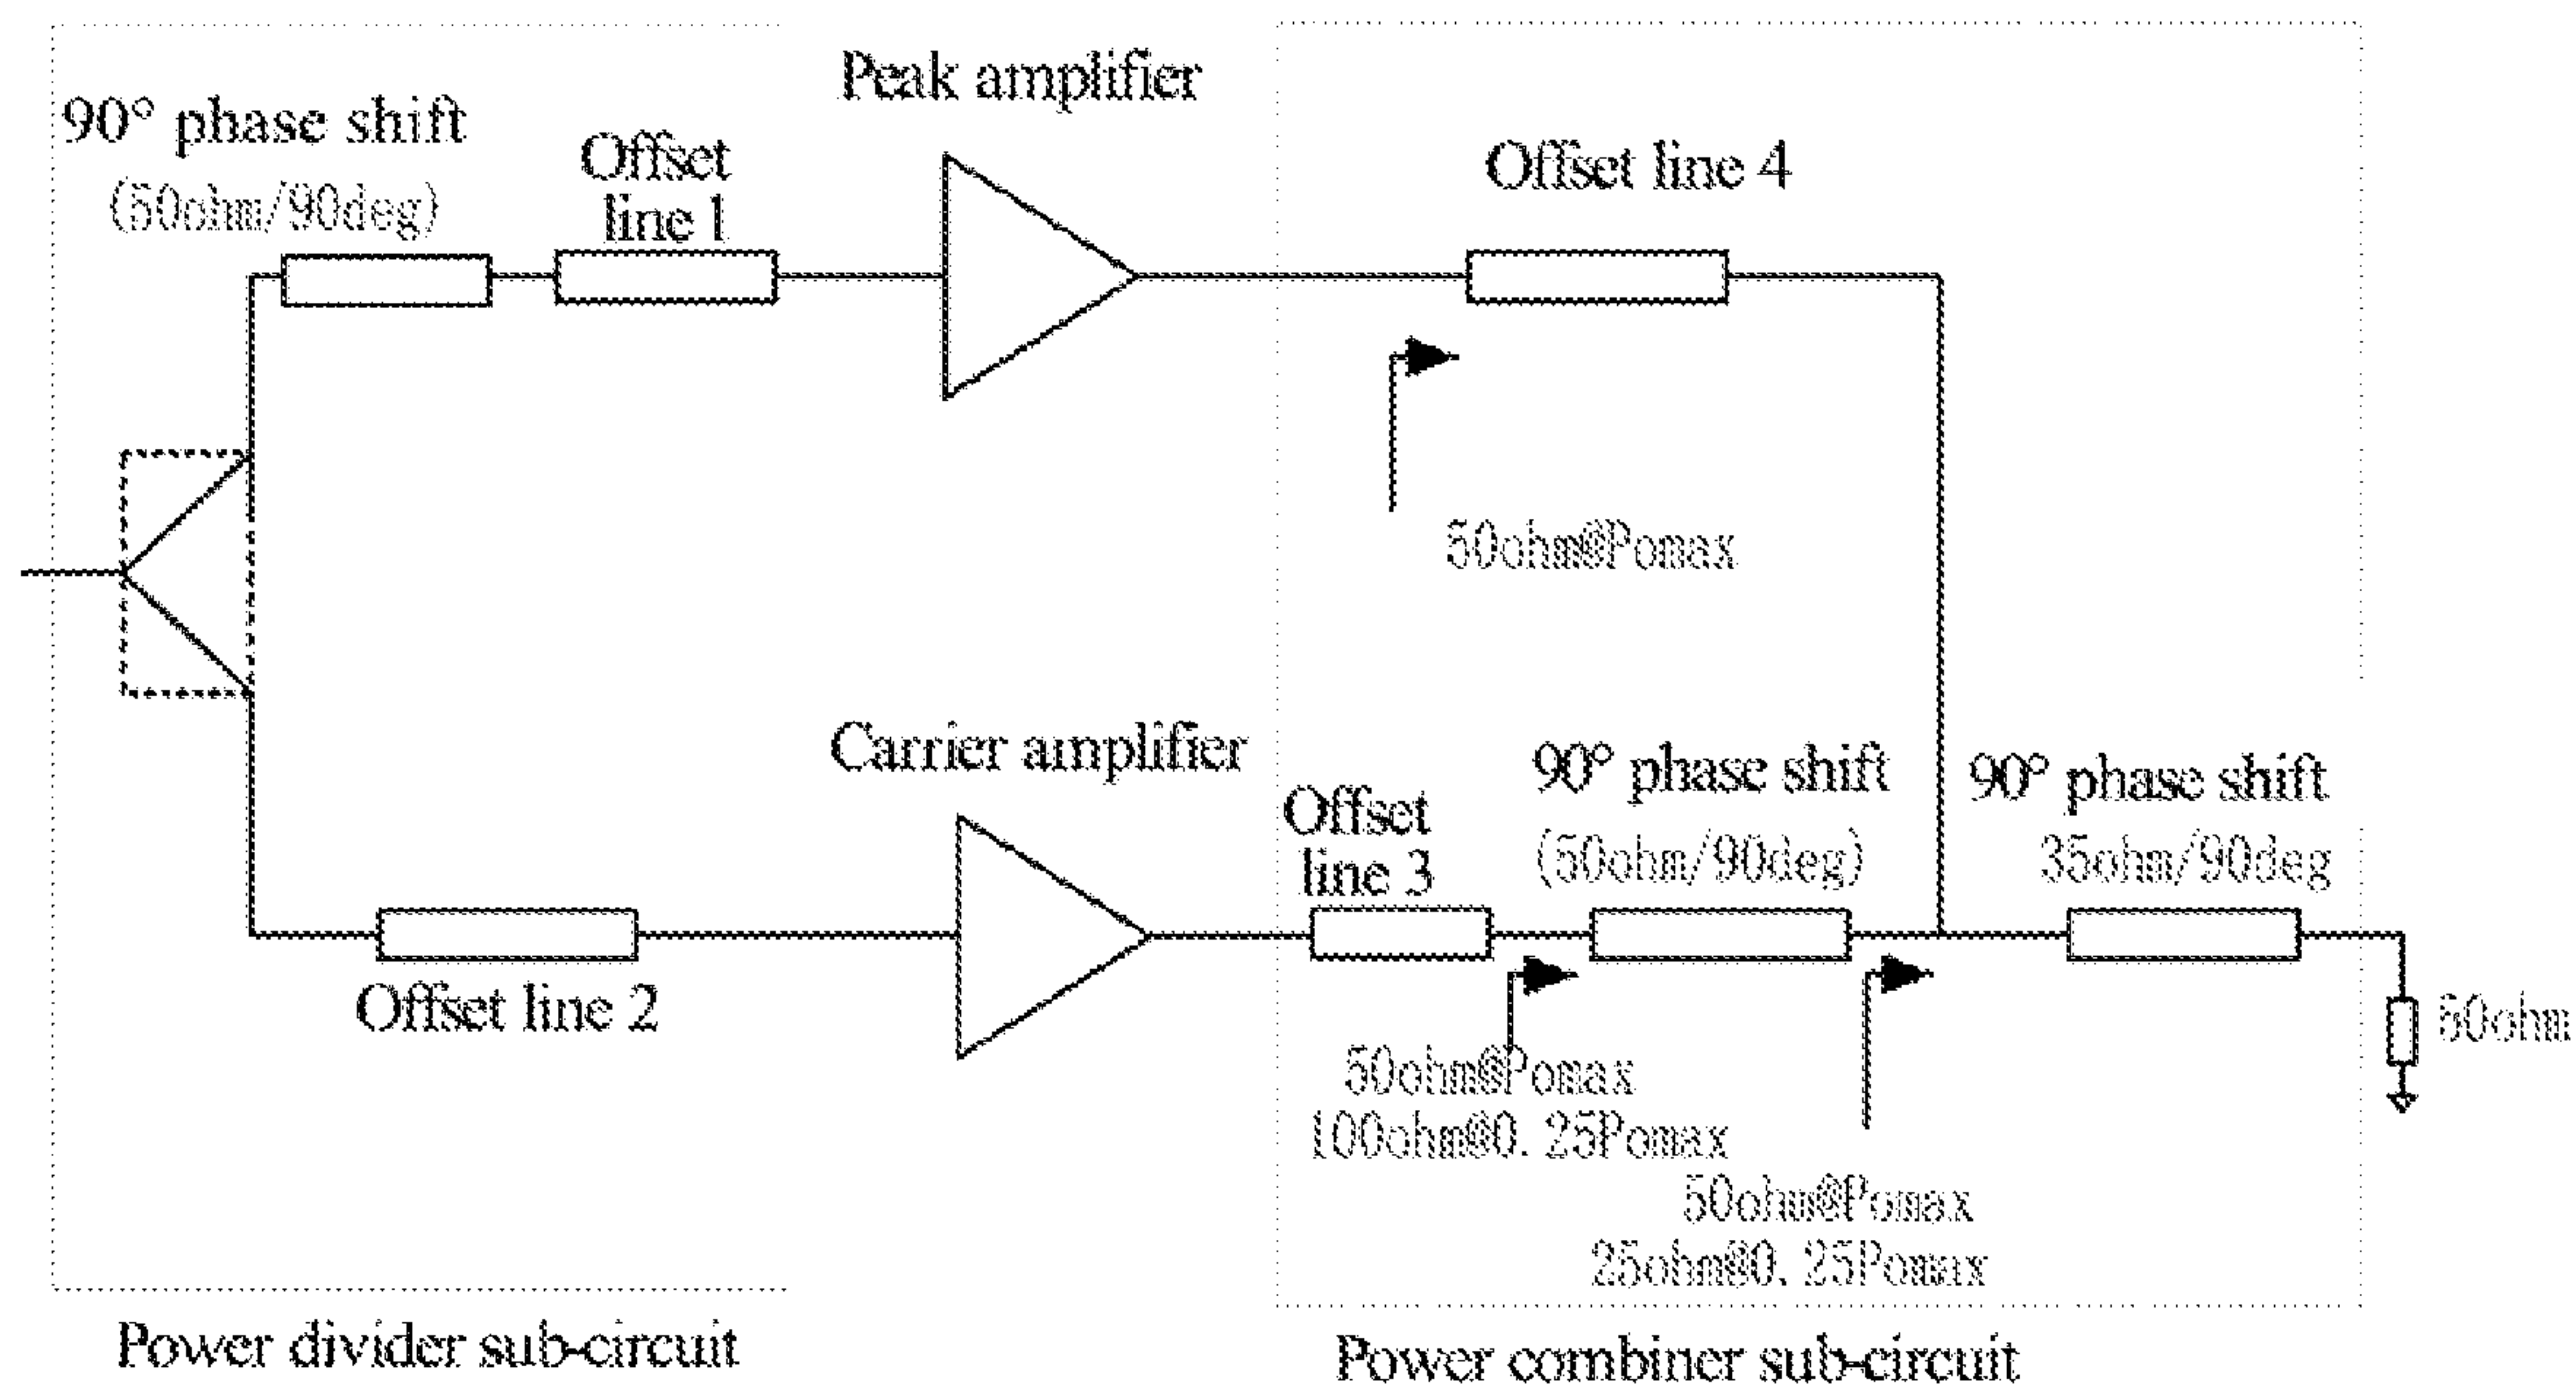 Peak amplifier
90° phase shift
(50ohm/90deg)
Offset
line 1
Offset line 4
50ohm@Pomax
Carrier amplifier
Offset line 2
Offset
line 3
90° phase shift
(50ohm/90deg)
90° phase shift
35ohm/90deg
50ohm@Pomax
100ohm@0.25Pomax
50ohm@Pomax
25ohm@0.25Pomax
50ohm
Power divider sub-circuit
Power combiner sub-circuit